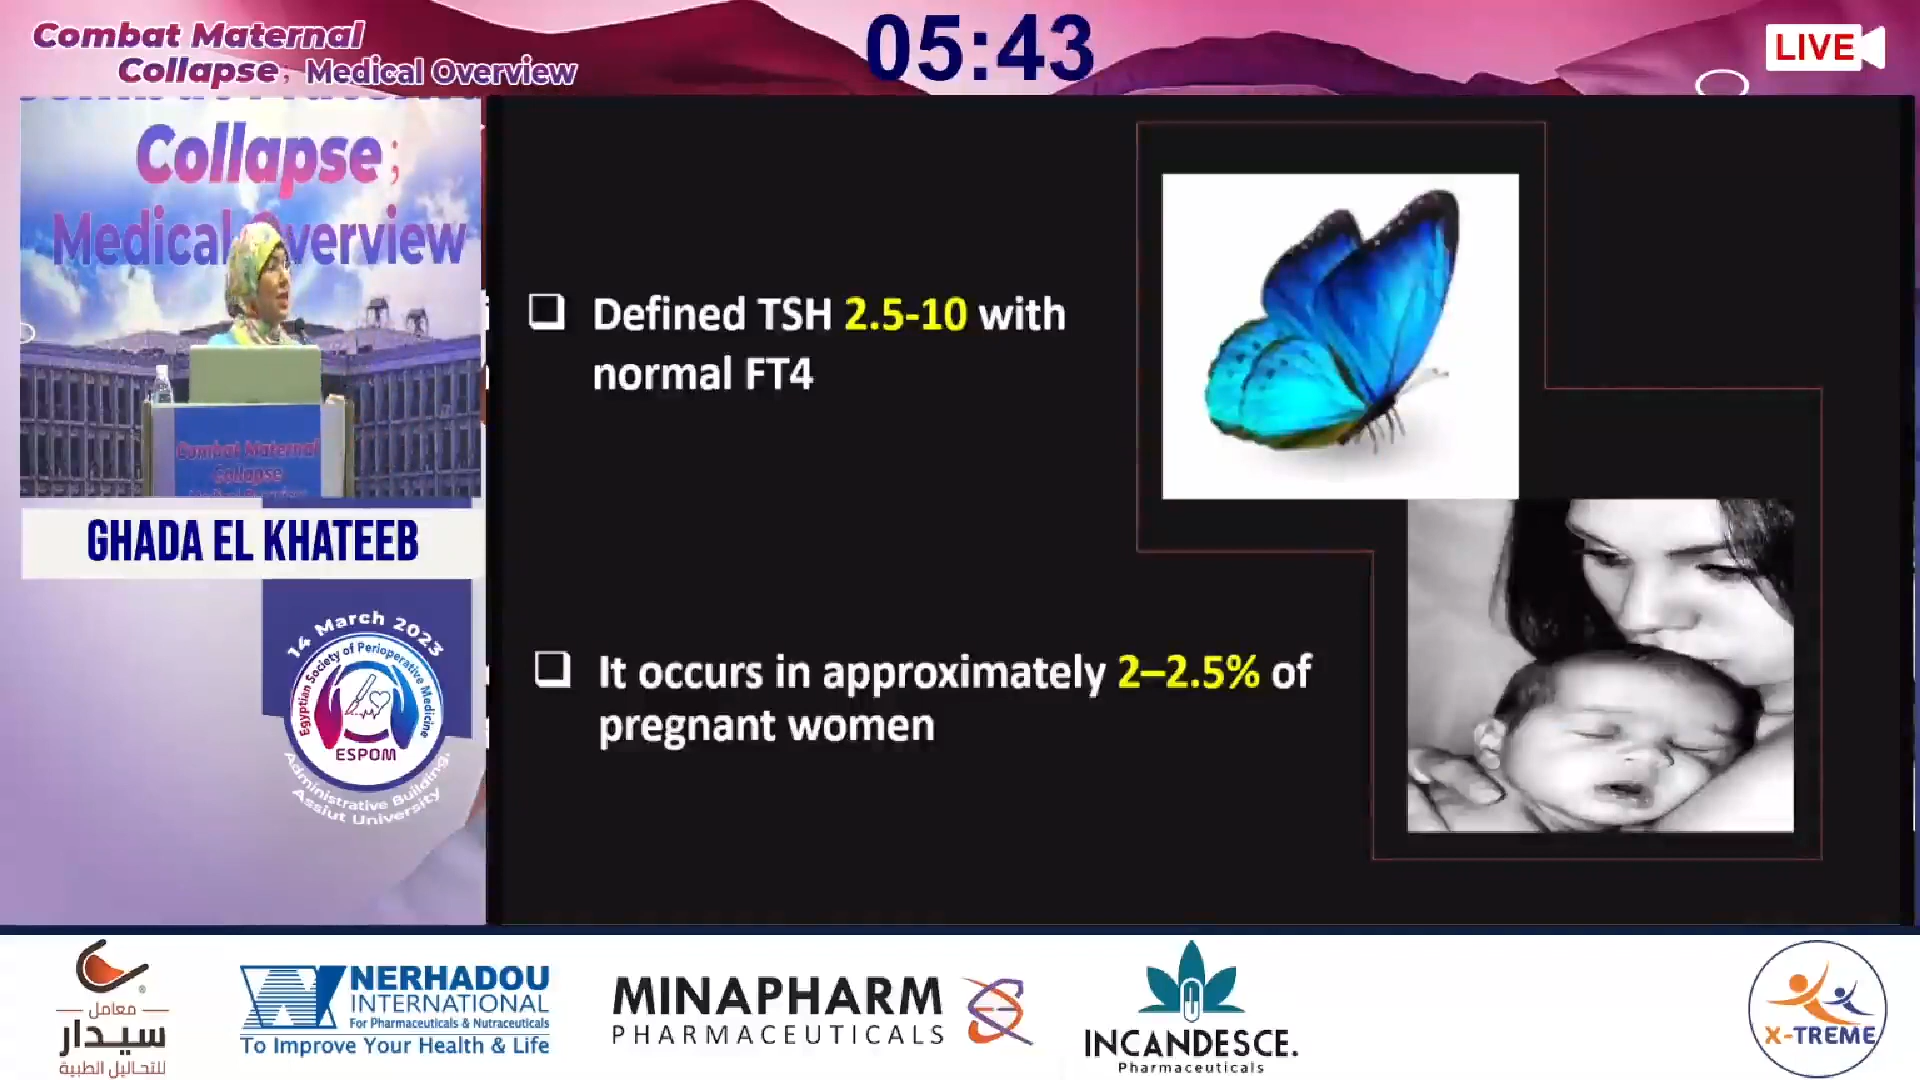 Combat Maternal
Collapse; Medical Overview
05:43
LIVE
Collapse;
Medical Overview
Combat Maternal
Collapse
GHADA EL KHATEEB
14 March 2023
Egyptian Society of Perioperative Medicine
ESPOM
Administrative Building,
Assiut University
❑ Defined TSH 2.5-10 with
normal FT4
❑ It occurs in approximately 2–2.5% of
pregnant women
معامل
سيدار
للتحاليل الطبية
NERHADOU
INTERNATIONAL
For Pharmaceuticals & Nutraceuticals
To Improve Your Health & Life
MINAPHARM
PHARMACEUTICALS
INCANDESCE.
Pharmaceuticals
X-TREME